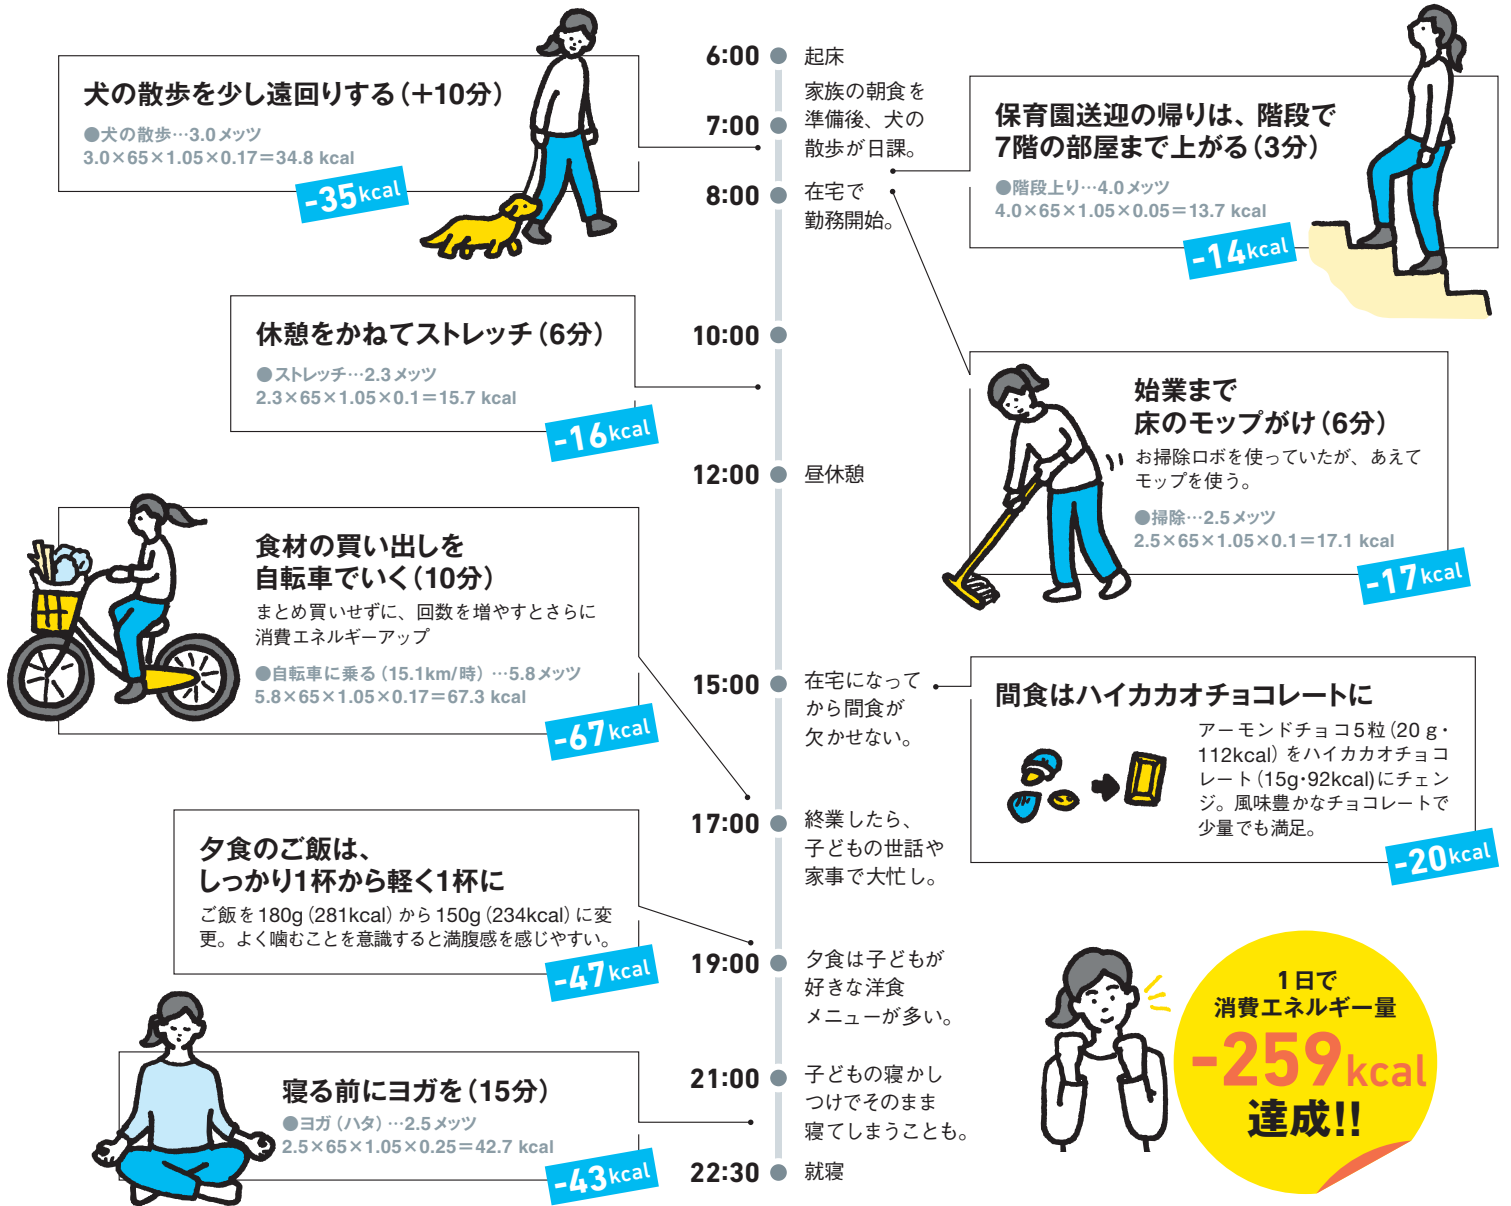 犬の散歩を少し遠回りする（＋10分）
●犬の散歩…3.0メッツ
3.0×65×1.05×0.17＝34.8 kcal
-35kcal
6:00
起床
7:00
家族の朝食を
準備後、犬の
散歩が日課。
8:00
在宅で
勤務開始。
保育園送迎の帰りは、階段で
7階の部屋まで上がる（3分）
●階段上り…4.0メッツ
4.0×65×1.05×0.05＝13.7 kcal
-14kcal
休憩をかねてストレッチ（6分）
●ストレッチ…2.3メッツ
2.3×65×1.05×0.1＝15.7 kcal
-16kcal
10:00
12:00
昼休憩
始業まで
床のモップがけ（6分）
お掃除ロボを使っていたが、あえて
モップを使う。
●掃除…2.5メッツ
2.5×65×1.05×0.1＝17.1 kcal
-17kcal
食材の買い出しを
自転車でいく（10分）
まとめ買いせずに、回数を増やすとさらに
消費エネルギーアップ
●自転車に乗る（15.1km/時）…5.8メッツ
5.8×65×1.05×0.17＝67.3 kcal
-67kcal
15:00
在宅になって
から間食が
欠かせない。
間食はハイカカオチョコレートに
アーモンドチョコ5粒（20g・
112kcal）をハイカカオチョコ
レート（15g・92kcal)にチェン
ジ。風味豊かなチョコレートで
少量でも満足。
-20kcal
17:00
終業したら、
子どもの世話や
家事で大忙し。
夕食のご飯は、
しっかり1杯から軽く1杯に
ご飯を180g（281kcal）から150g（234kcal）に変
更。よく噛むことを意識すると満腹感を感じやすい。
-47kcal
19:00
夕食は子どもが
好きな洋食
メニューが多い。
21:00
子どもの寝かし
つけでそのまま
寝てしまうことも。
寝る前にヨガを（15分）
●ヨガ（ハタ）…2.5メッツ
2.5×65×1.05×0.25＝42.7 kcal
-43kcal
22:30
就寝
1日で
消費エネルギー量
-259kcal
達成!!